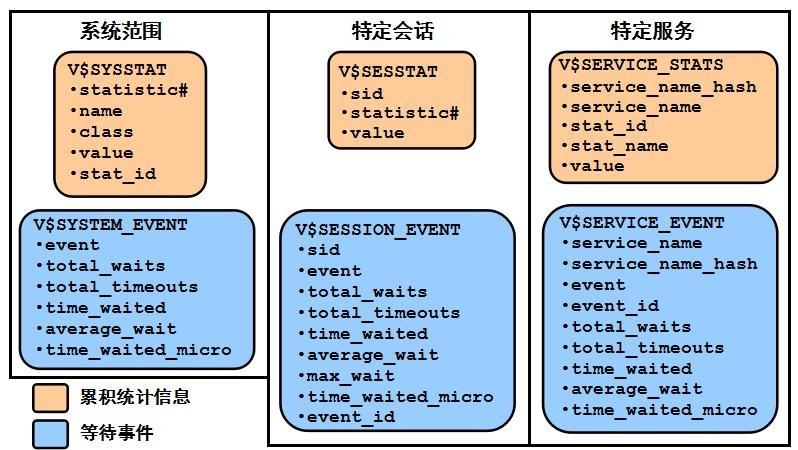 系统范围
V$SYSSTAT
•statistic#
•name
•class
•value
•stat_id
V$SYSTEM_EVENT
•event
•total_waits
•total_timeouts
•time_waited
•average_wait
•time_waited_micro
特定会话
V$SESSTAT
•sid
•statistic#
•value
V$SESSION_EVENT
•sid
•event
•total_waits
•total_timeouts
•time_waited
•average_wait
•max_wait
•time_waited_micro
•event_id
特定服务
V$SERVICE_STATS
•service_name_hash
•service_name
•stat_id
•stat_name
•value
V$SERVICE_EVENT
•service_name
•service_name_hash
•event
•event_id
•total_waits
•total_timeouts
•time_waited
•average_wait
•time_waited_micro
累积统计信息
等待事件